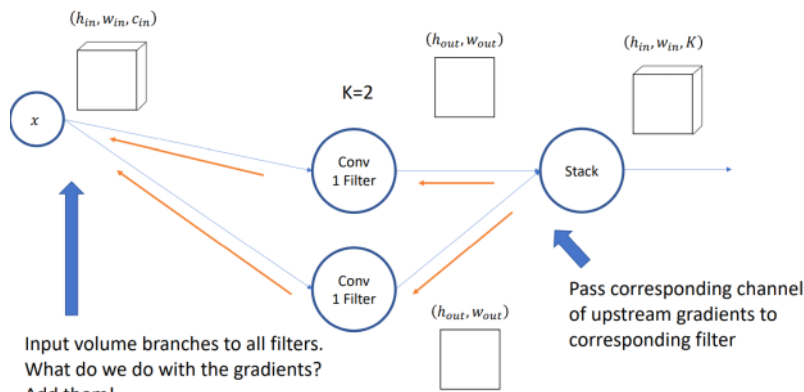 (h_in, w_in, c_in)
(h_out, w_out)
(h_in, w_in, K)
K=2
x
Conv
1 Filter
Stack
Conv
1 Filter
(h_out, w_out)
Pass corresponding channel
of upstream gradients to
corresponding filter
Input volume branches to all filters.
What do we do with the gradients?
Add them!